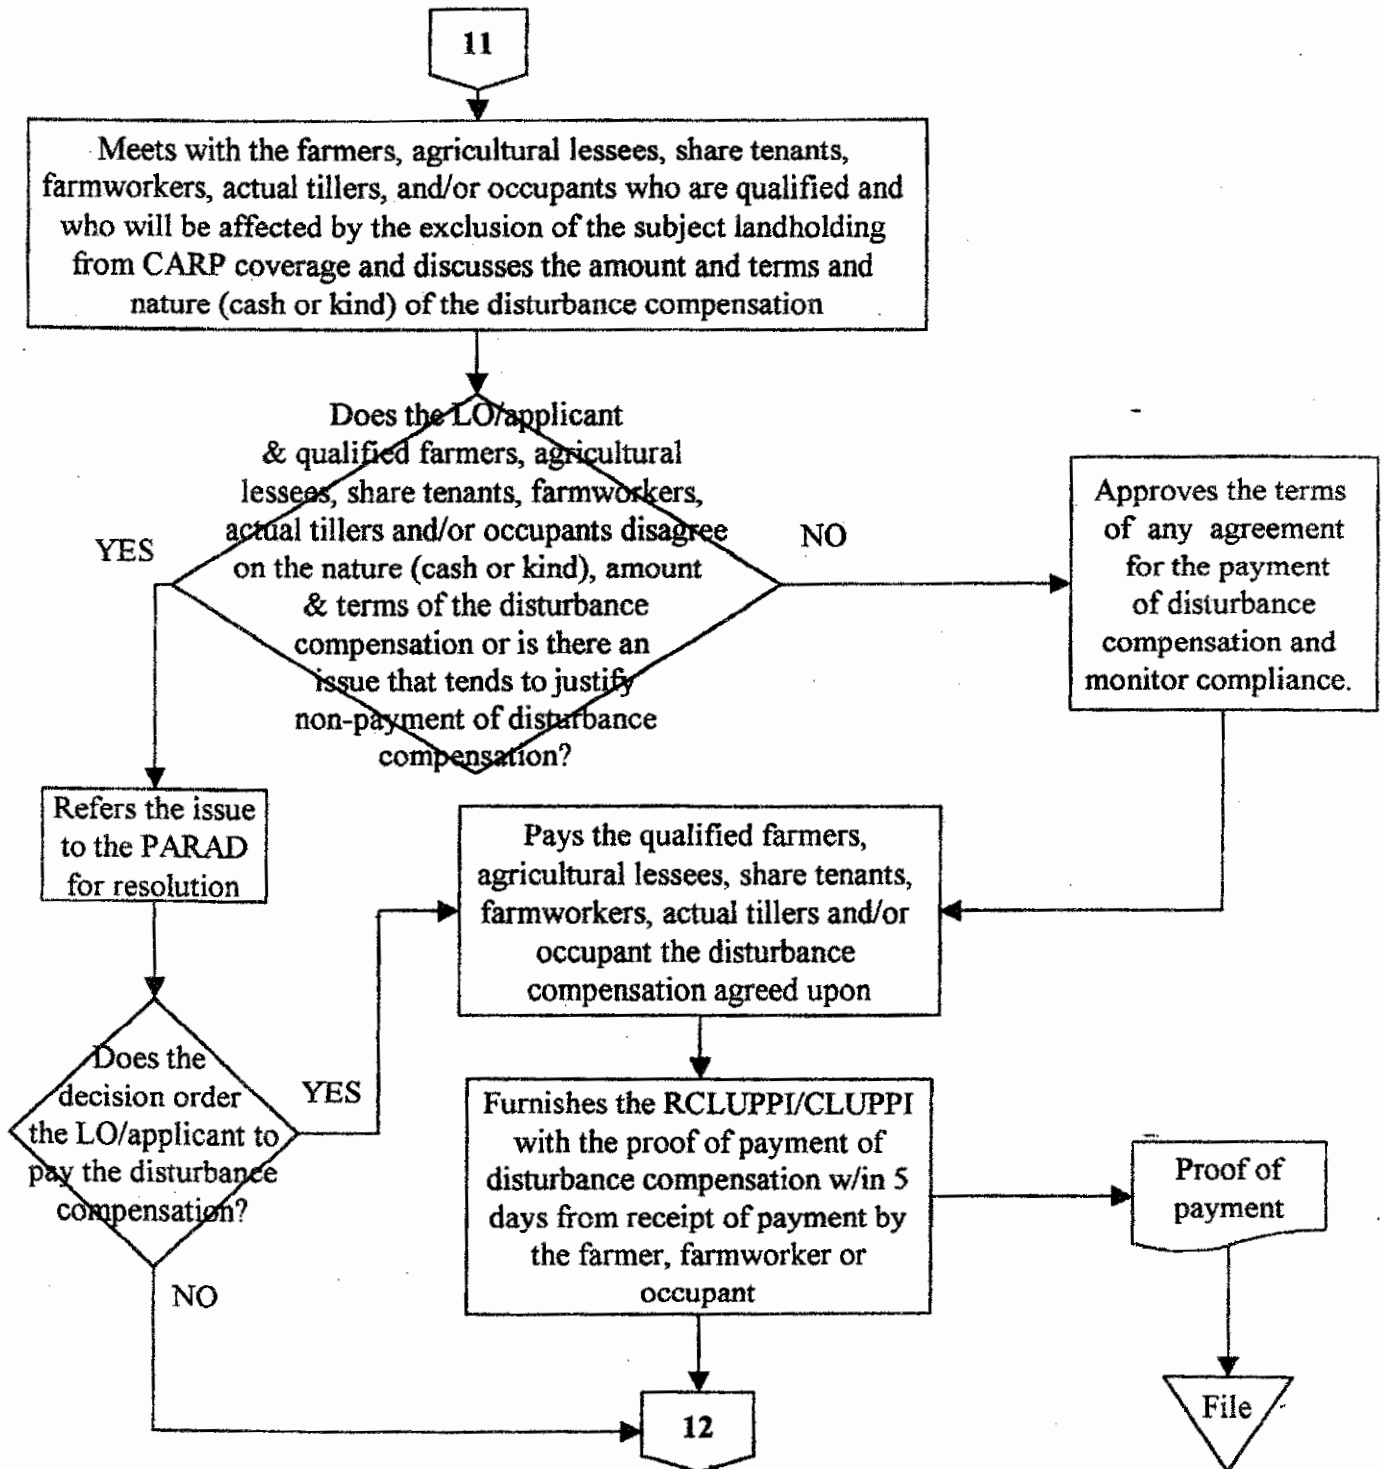 11
Meets with the farmers, agricultural lessees, share tenants,
farmworkers, actual tillers, and/or occupants who are qualified and
who will be affected by the exclusion of the subject landholding
from CARP coverage and discusses the amount and terms and
nature (cash or kind) of the disturbance compensation
Does the LO/applicant
& qualified farmers, agricultural
lessees, share tenants, farmworkers,
actual tillers and/or occupants disagree
on the nature (cash or kind), amount
& terms of the disturbance
compensation or is there an
issue that tends to justify
non-payment of disturbance
compensation?
YES
NO
Approves the terms
of any agreement
for the payment
of disturbance
compensation and
monitor compliance.
Refers the issue
to the PARAD
for resolution
Pays the qualified farmers,
agricultural lessees, share tenants,
farmworkers, actual tillers and/or
occupant the disturbance
compensation agreed upon
Does the
decision order
the LO/applicant to
pay the disturbance
compensation?
YES
NO
Furnishes the RCLUPPI/CLUPPI
with the proof of payment of
disturbance compensation w/in 5
days from receipt of payment by
the farmer, farmworker or
occupant
Proof of
payment
File
12